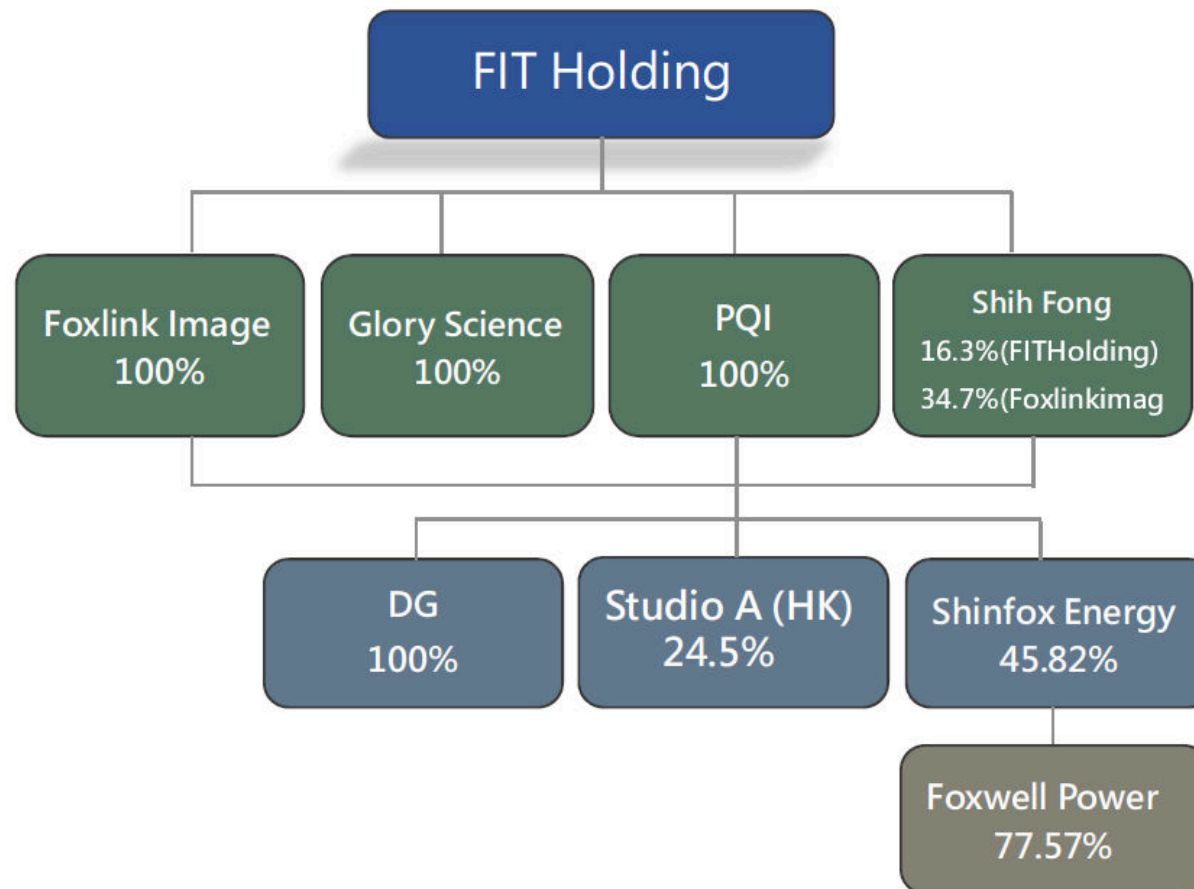 FIT Holding
Foxlink Image
100%
Glory Science
100%
PQI
100%
Shih Fong
16.3%(FITHolding)
34.7%(Foxlinkimag
DG
100%
Studio A (HK)
24.5%
Shinfox Energy
45.82%
Foxwell Power
77.57%